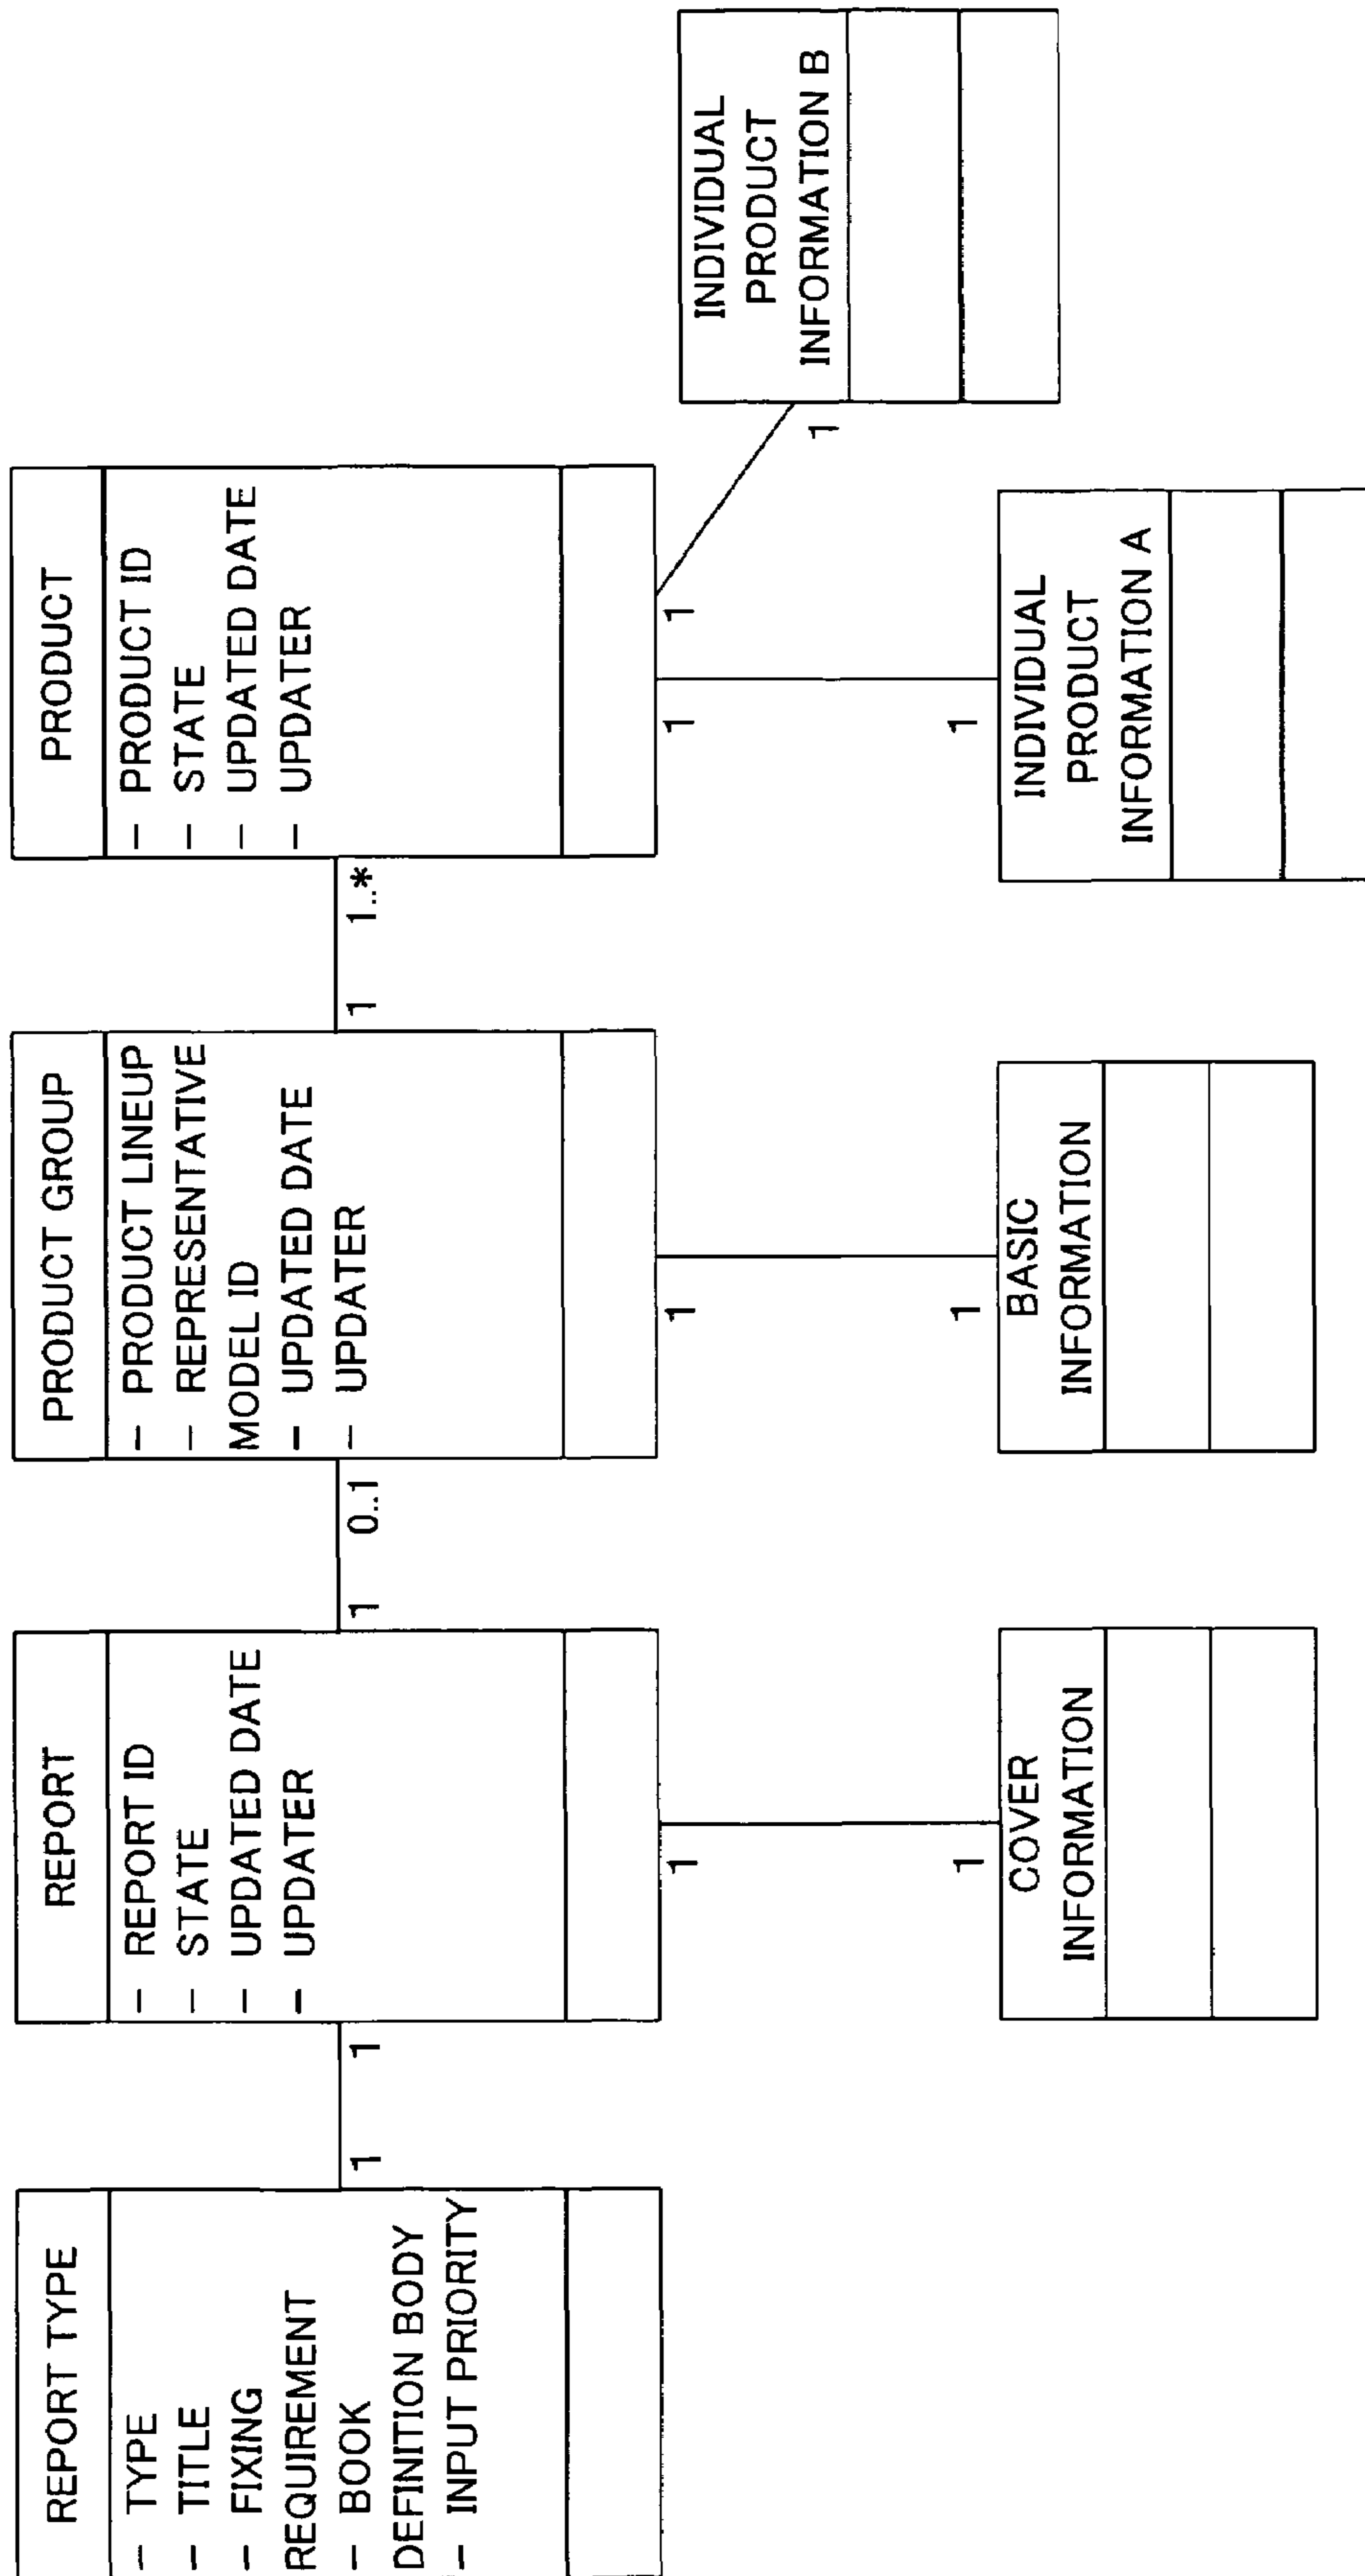 REPORT TYPE
– TYPE
– TITLE
– FIXING
REQUIREMENT
– BOOK
DEFINITION BODY
– INPUT PRIORITY
1
1
REPORT
– REPORT ID
– STATE
– UPDATED DATE
– UPDATER
1
0..1
PRODUCT GROUP
– PRODUCT LINEUP
– REPRESENTATIVE
MODEL ID
– UPDATED DATE
– UPDATER
1
1..*
PRODUCT
– PRODUCT ID
– STATE
– UPDATED DATE
– UPDATER
1
1
COVER
INFORMATION
1
1
BASIC
INFORMATION
1
1
INDIVIDUAL
PRODUCT
INFORMATION A
1
1
INDIVIDUAL
PRODUCT
INFORMATION B